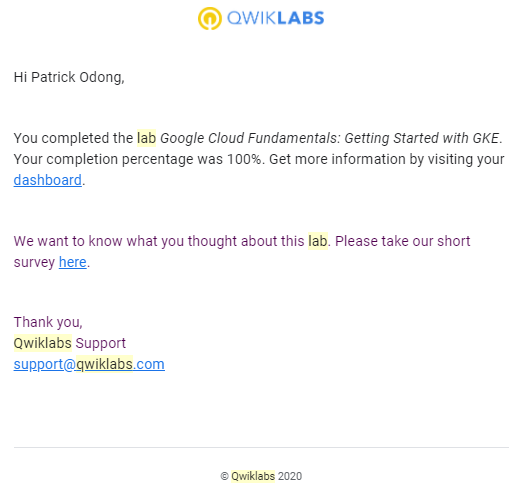 QWIKLABS
Hi Patrick Odong,
You completed the lab Google Cloud Fundamentals: Getting Started with GKE.
Your completion percentage was 100%. Get more information by visiting your
dashboard.
We want to know what you thought about this lab. Please take our short
survey here.
Thank you,
Qwiklabs Support
support@qwiklabs.com
© Qwiklabs 2020